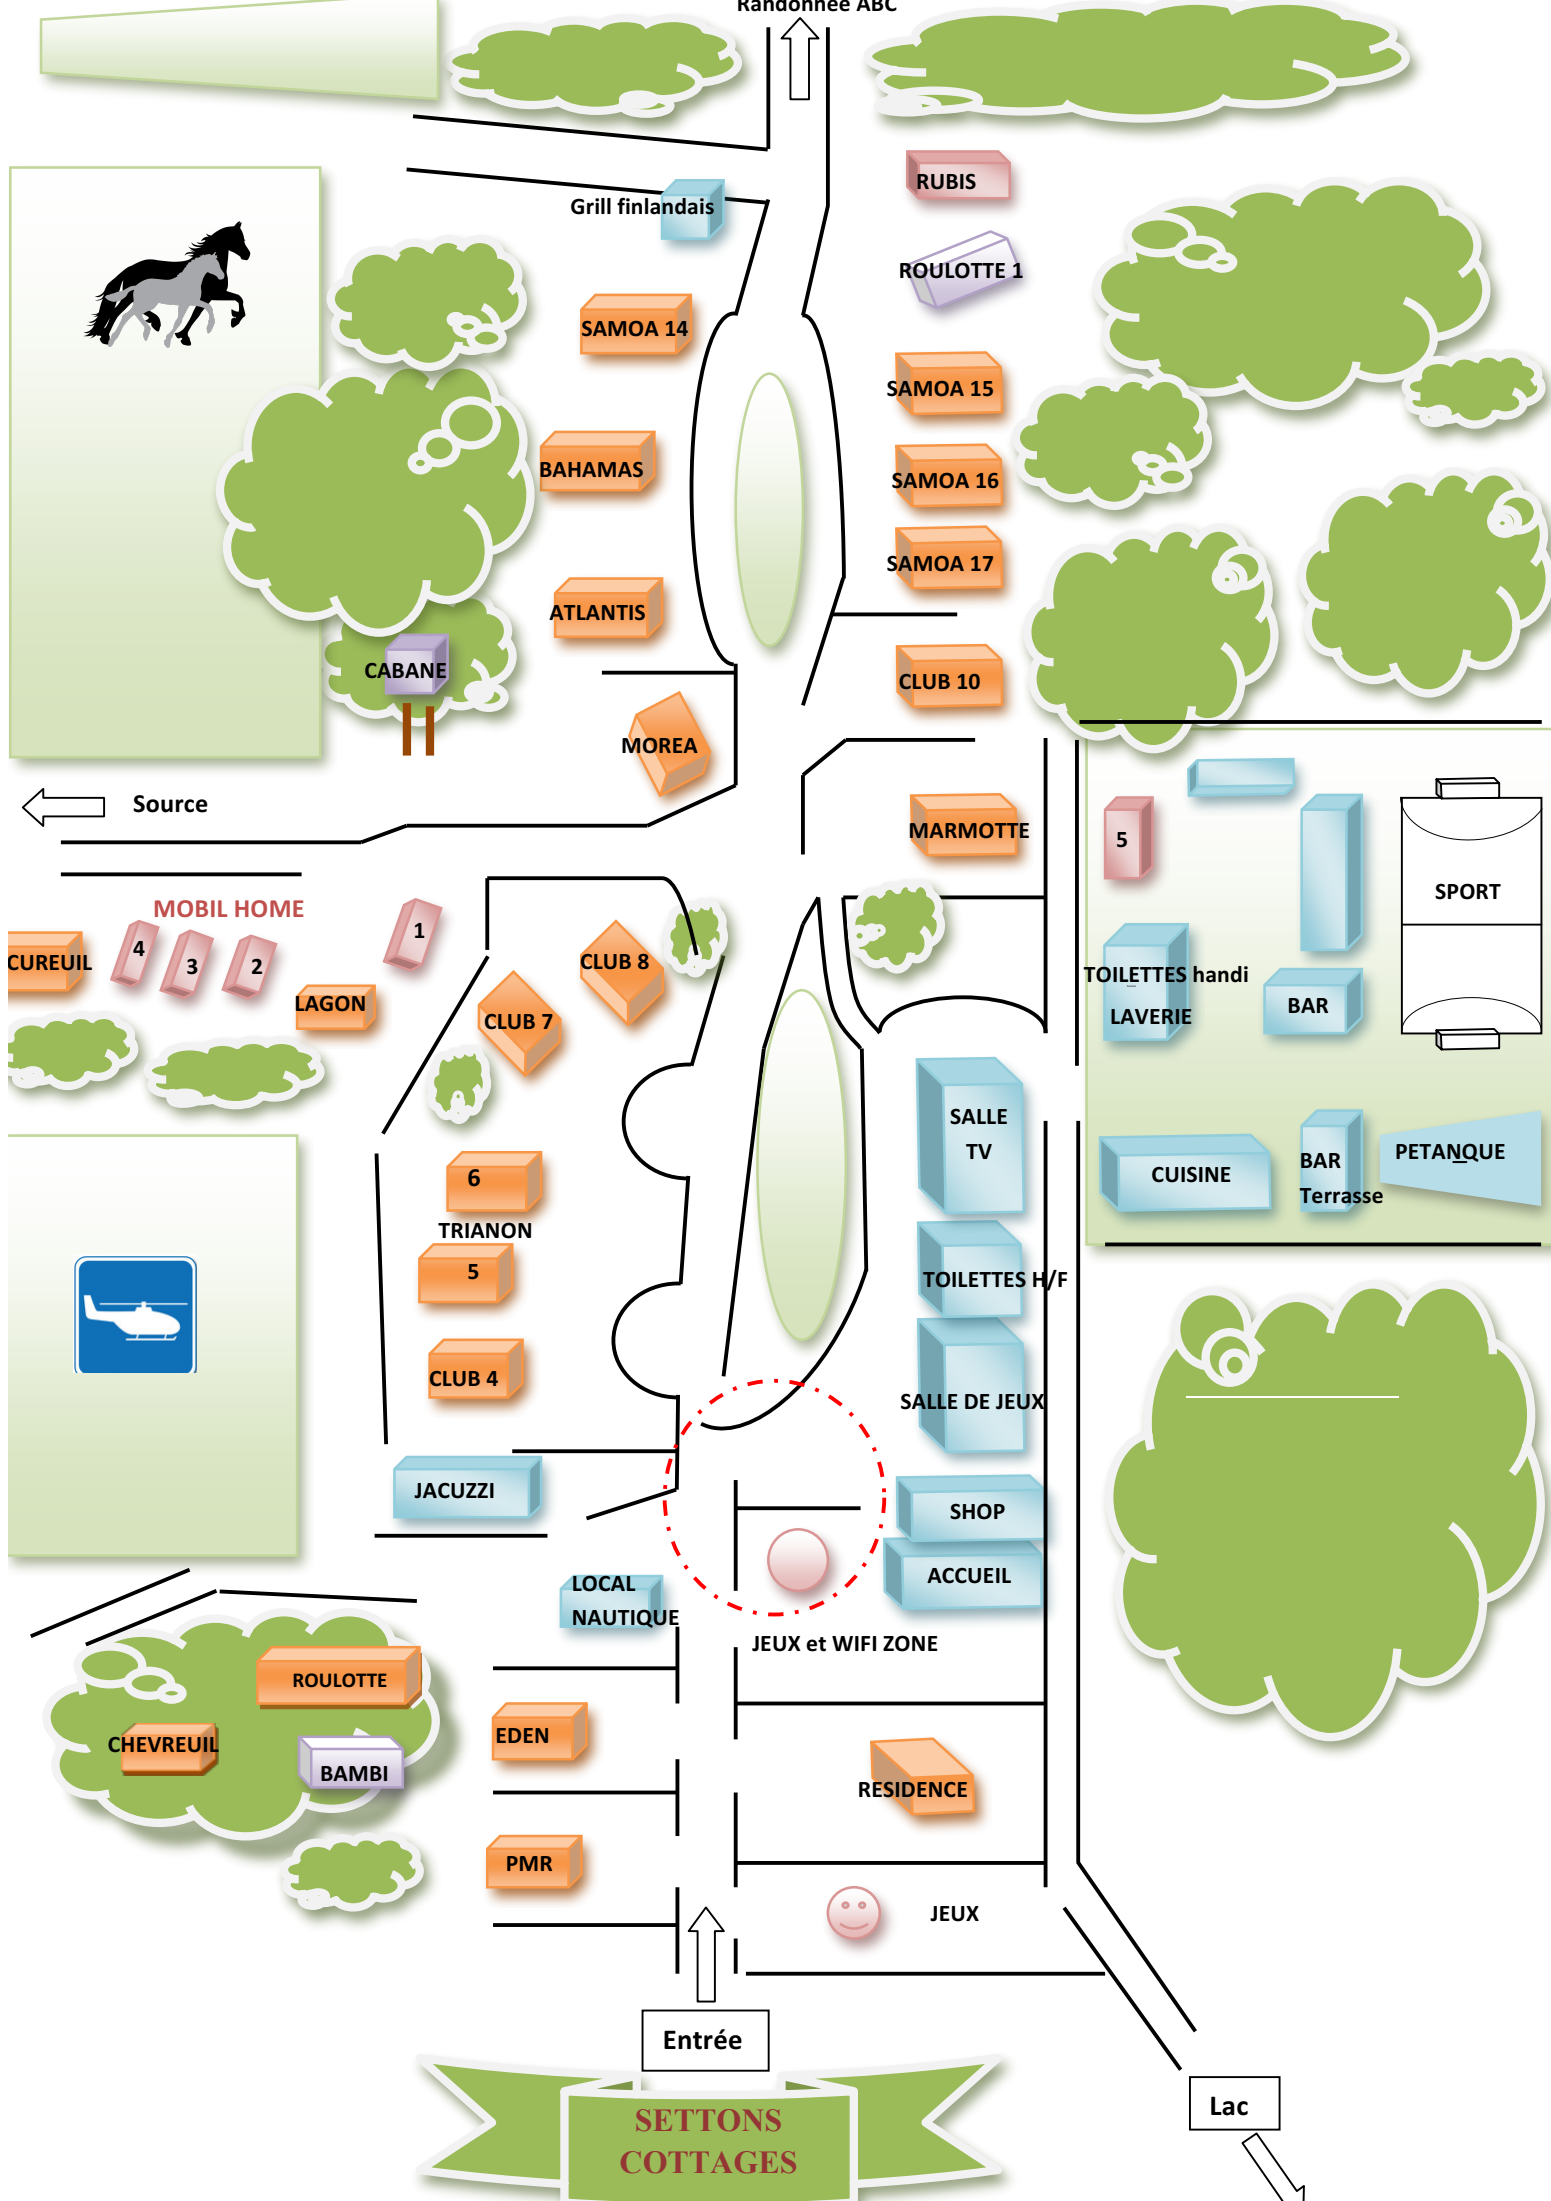 Randonnée ABC
RUBIS
Grill finlandais
ROULOTTE 1
SAMOA 14
SAMOA 15
BAHAMAS
SAMOA 16
SAMOA 17
ATLANTIS
CABANE
CLUB 10
MOREA
Source
MARMOTTE
5
SPORT
MOBIL HOME
1
4
3
2
CUREUIL
LAGON
CLUB 8
CLUB 7
TOILETTES handi
LAVERIE
BAR
SALLE
TV
6
TRIANON
5
CUISINE
BAR
Terrasse
PETANQUE
TOILETTES H/F
CLUB 4
SALLE DE JEUX
JACUZZI
SHOP
ACCUEIL
LOCAL
NAUTIQUE
JEUX et WIFI ZONE
ROULOTTE
CHEVREUIL
BAMBI
EDEN
RESIDENCE
PMR
JEUX
Entrée
SETTONS
COTTAGES
Lac